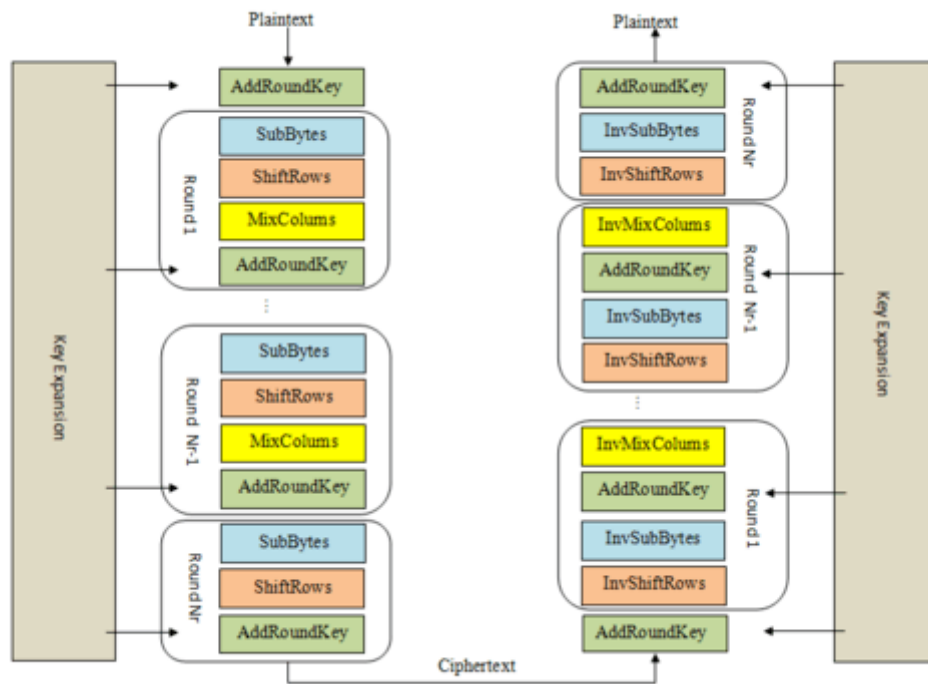 Plaintext
Key Expansion
AddRoundKey
Round 1
SubBytes
ShiftRows
MixColums
AddRoundKey
...
Round Nr-1
SubBytes
ShiftRows
MixColums
AddRoundKey
Round Nr
SubBytes
ShiftRows
AddRoundKey
Ciphertext
Plaintext
AddRoundKey
InvSubBytes
InvShiftRows
Round Nr
InvMixColums
AddRoundKey
InvSubBytes
InvShiftRows
Round Nr-1
...
InvMixColums
AddRoundKey
InvSubBytes
InvShiftRows
Round 1
AddRoundKey
Key Expansion